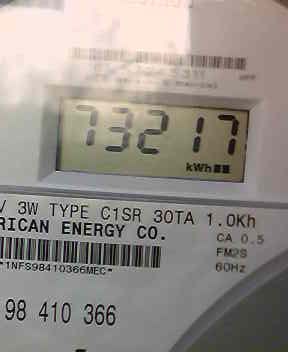 73217
kWh
V 3W TYPE C1SR 30TA 1.0Kh
RICAN ENERGY CO.
CA 0.5
FM2S
60Hz
*1NFS98410366MEC*
98 410 366